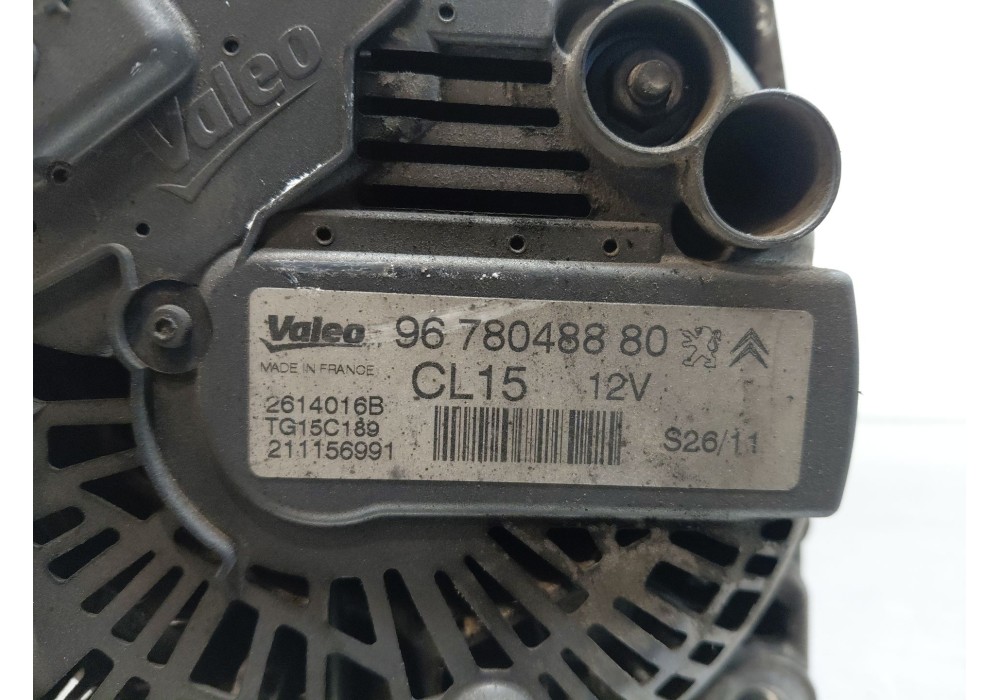 Valeo
Valeo 96 780488 80
MADE IN FRANCE CL15 12V
2614016B
TG15C189
211156991 S26/11